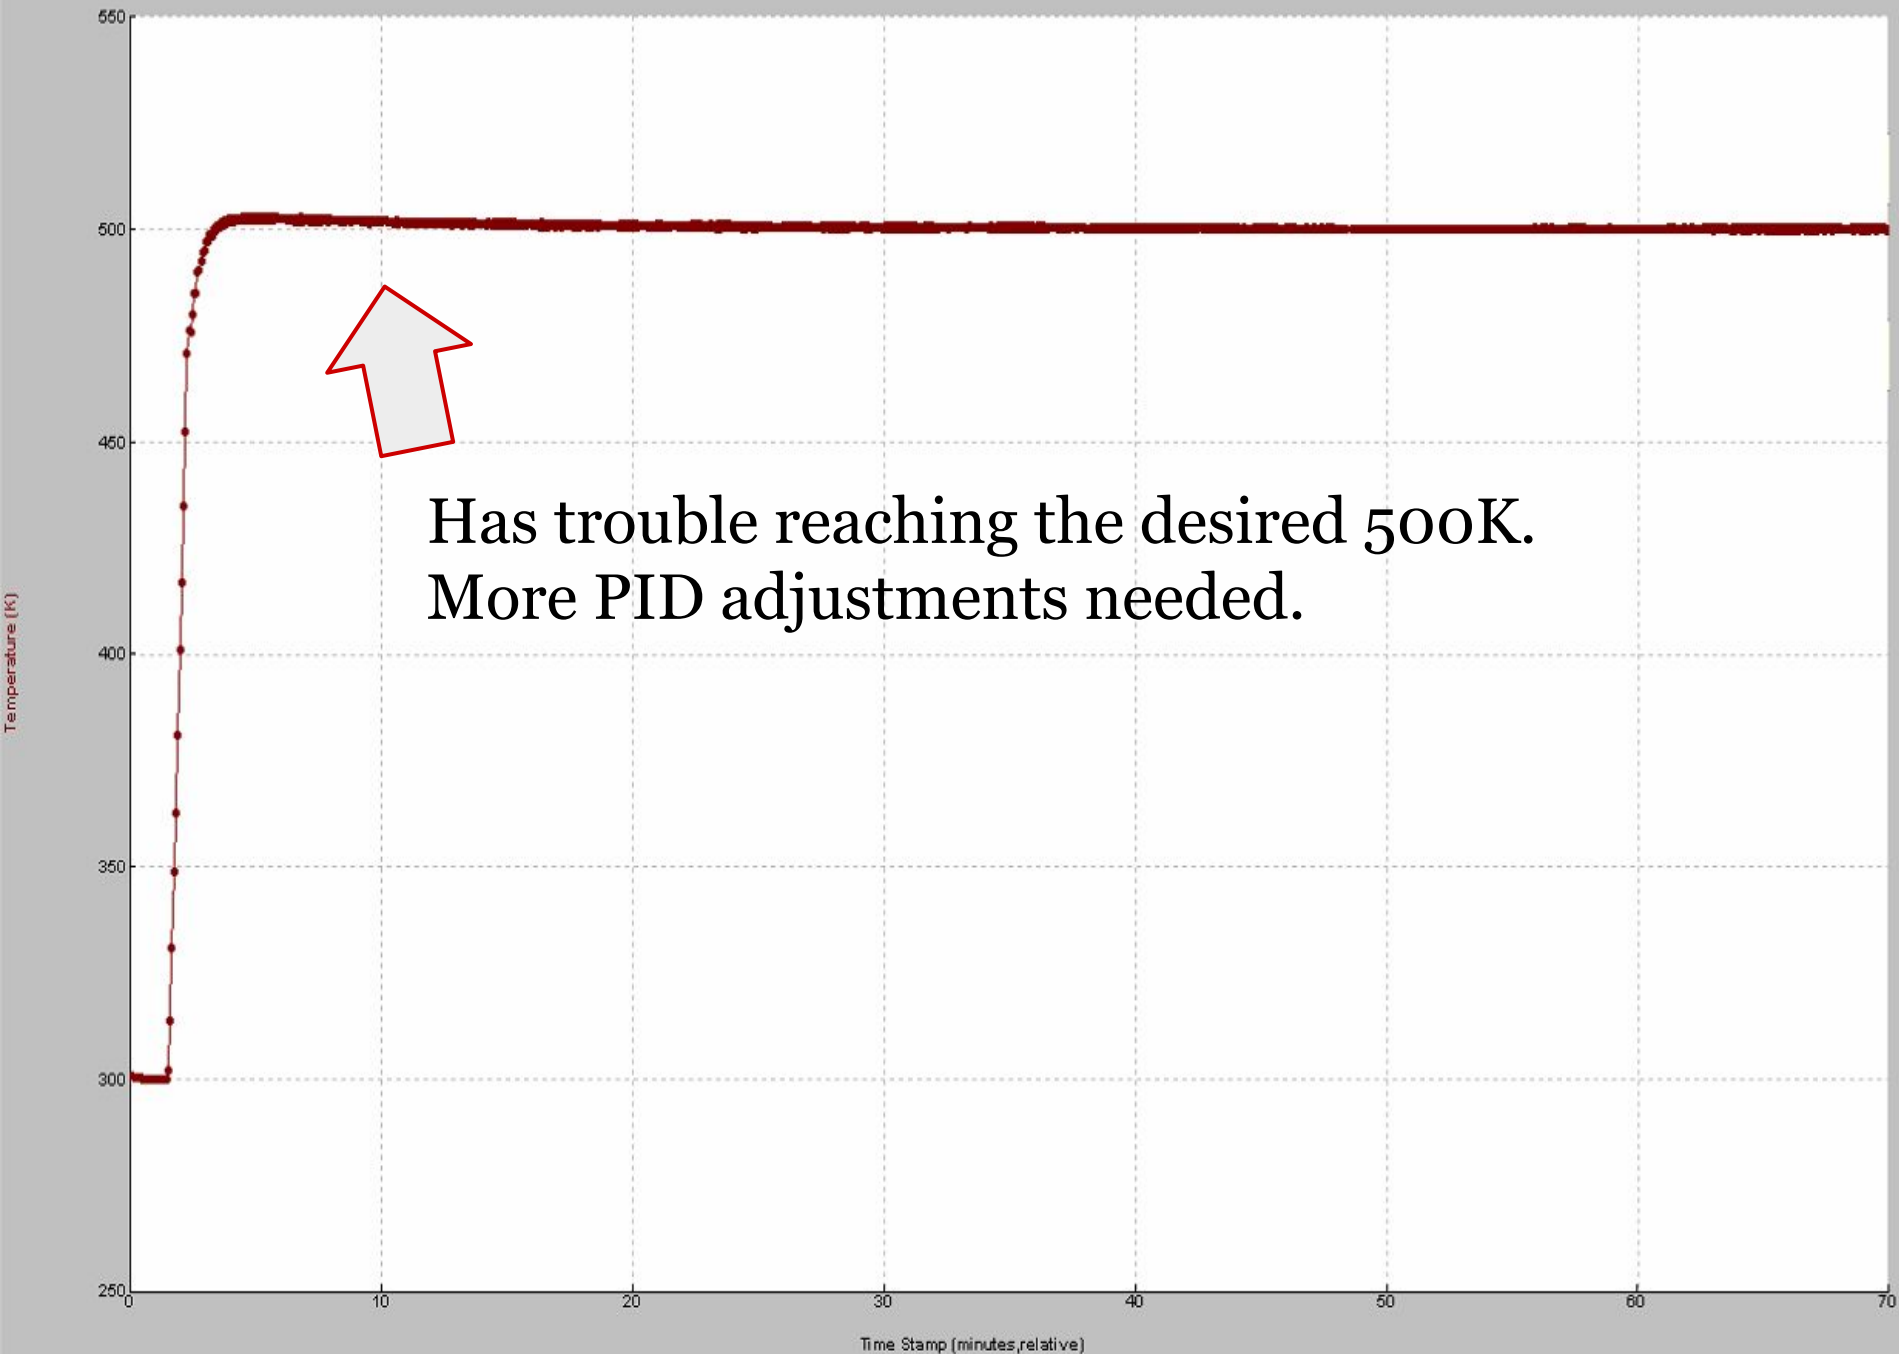 550
500
450
400
350
300
250
Temperature (K)
Has trouble reaching the desired 500K.
More PID adjustments needed.
0 10 20 30 40 50 60 70
Time Stamp (minutes,relative)